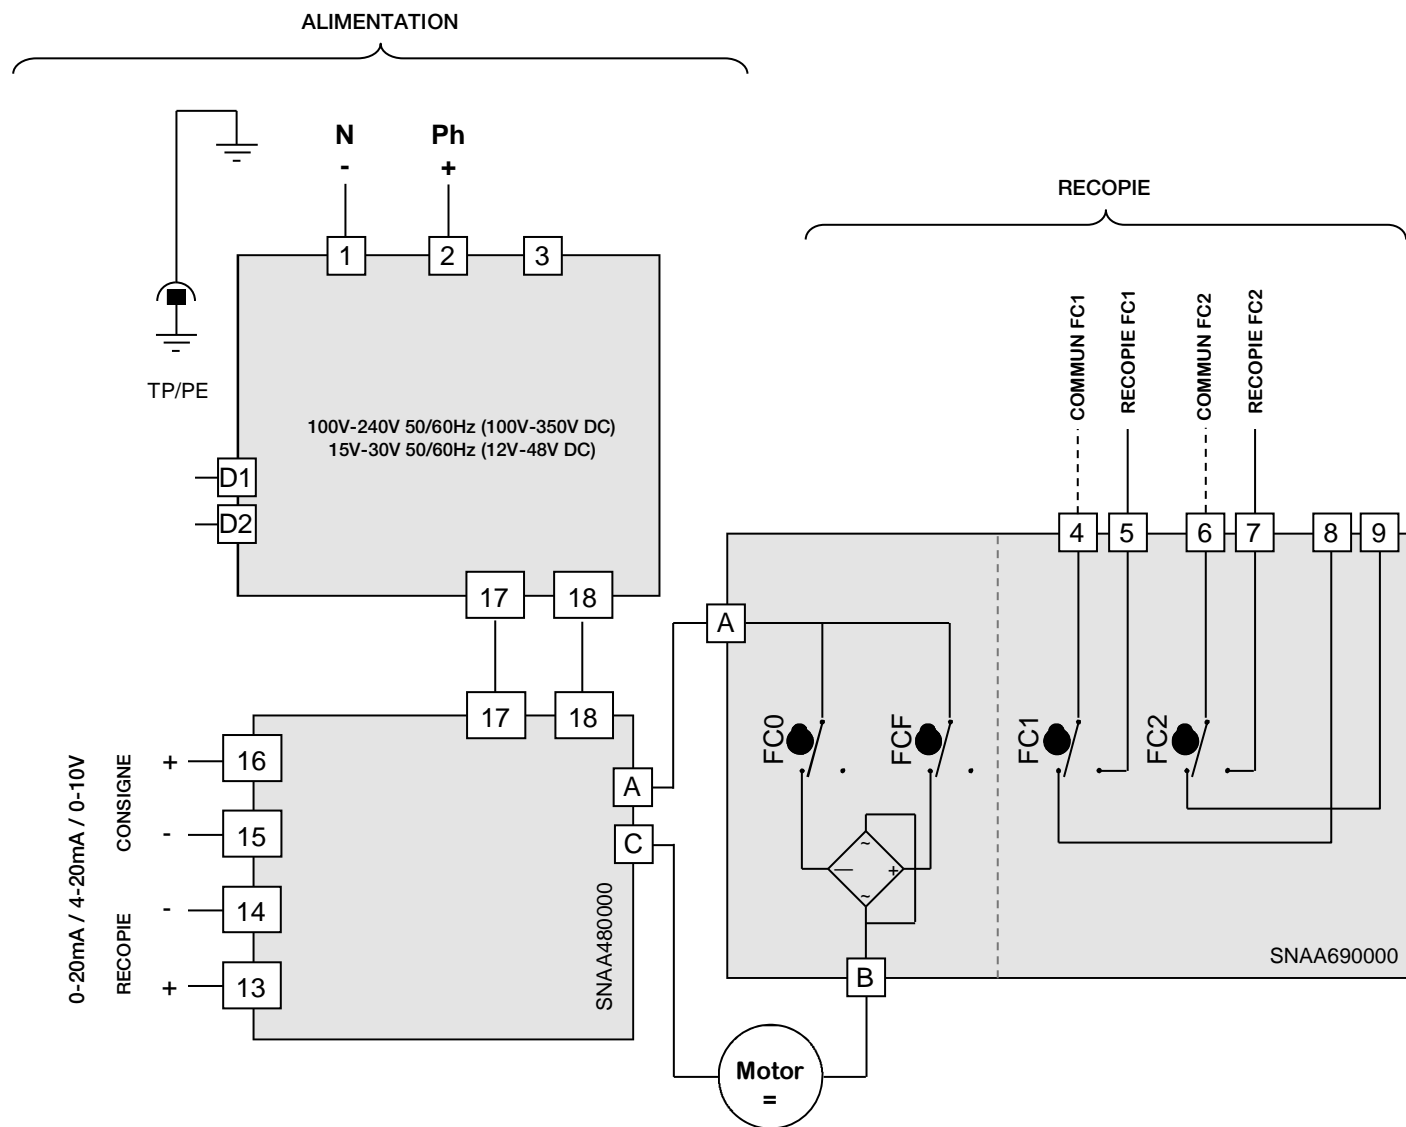 ALIMENTATION
N
-
Ph
+
1
2
3
TP/PE
100V-240V 50/60Hz (100V-350V DC)
15V-30V 50/60Hz (12V-48V DC)
D1
D2
17
18
17
18
0-20mA / 4-20mA / 0-10V
CONSIGNE
RECOPIE
+
16
-
15
-
14
+
13
A
C
SNAA480000
RECOPIE
COMMUN FC1
RECOPIE FC1
COMMUN FC2
RECOPIE FC2
4
5
6
7
8
9
A
FC0
FCF
FC1
FC2
~
— +
~
SNAA690000
B
Motor
=